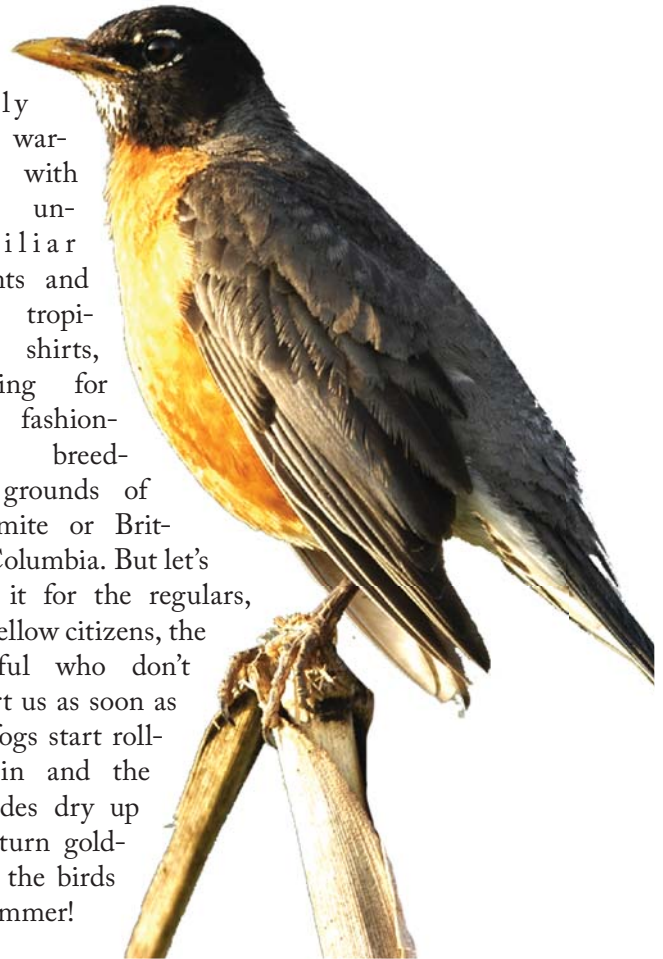 ly
war-
with
un-
iliar
nts and
tropi-
shirts,
ing for
fashion-
breed-
grounds of
mite or Brit-
Columbia. But let’s
it for the regulars,
ellow citizens, the
ful who don’t
rt us as soon as
fogs start roll-
in and the
des dry up
turn gold-
the birds
mmer!